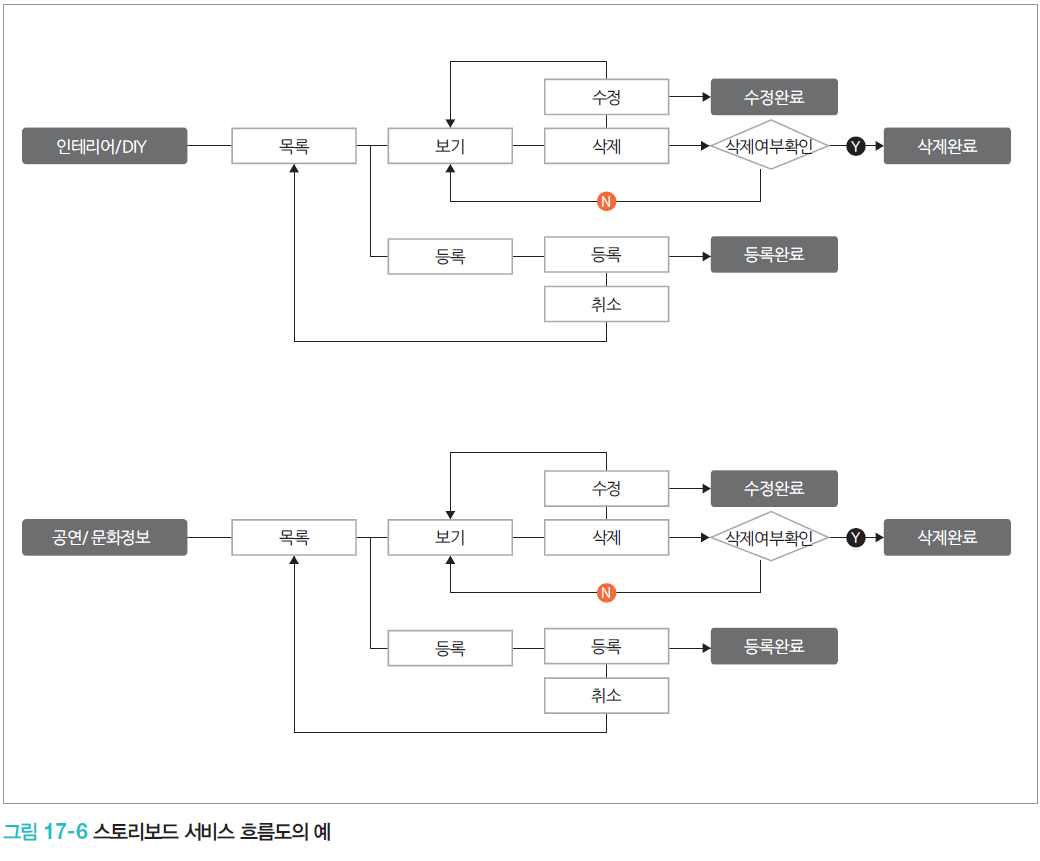 수정
수정완료
인테리어/DIY
목록
보기
삭제
삭제여부확인
Y
삭제완료
N
등록
등록
등록완료
취소
수정
수정완료
공연/ 문화정보
목록
보기
삭제
삭제여부확인
Y
삭제완료
N
등록
등록
등록완료
취소
그림 17-6 스토리보드 서비스 흐름도의 예